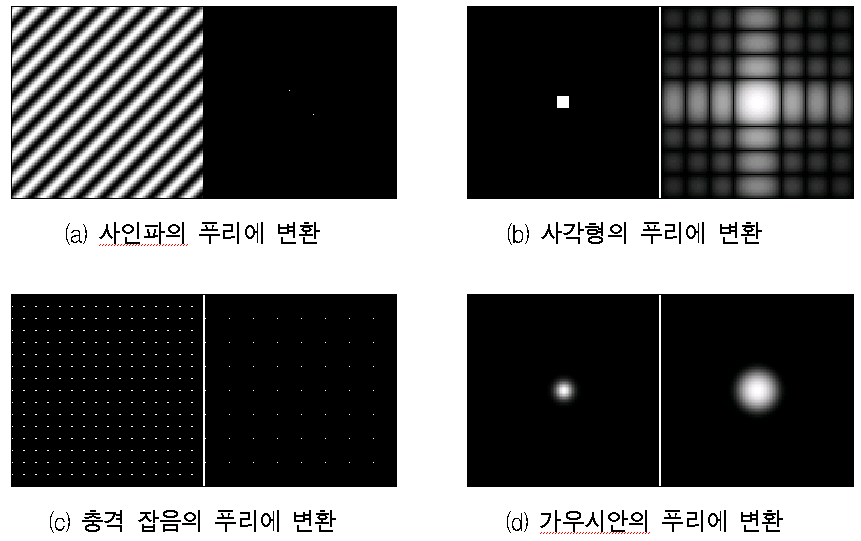 (a) 사인파의 푸리에 변환
(b) 사각형의 푸리에 변환
(c) 충격 잡음의 푸리에 변환
(d) 가우시안의 푸리에 변환